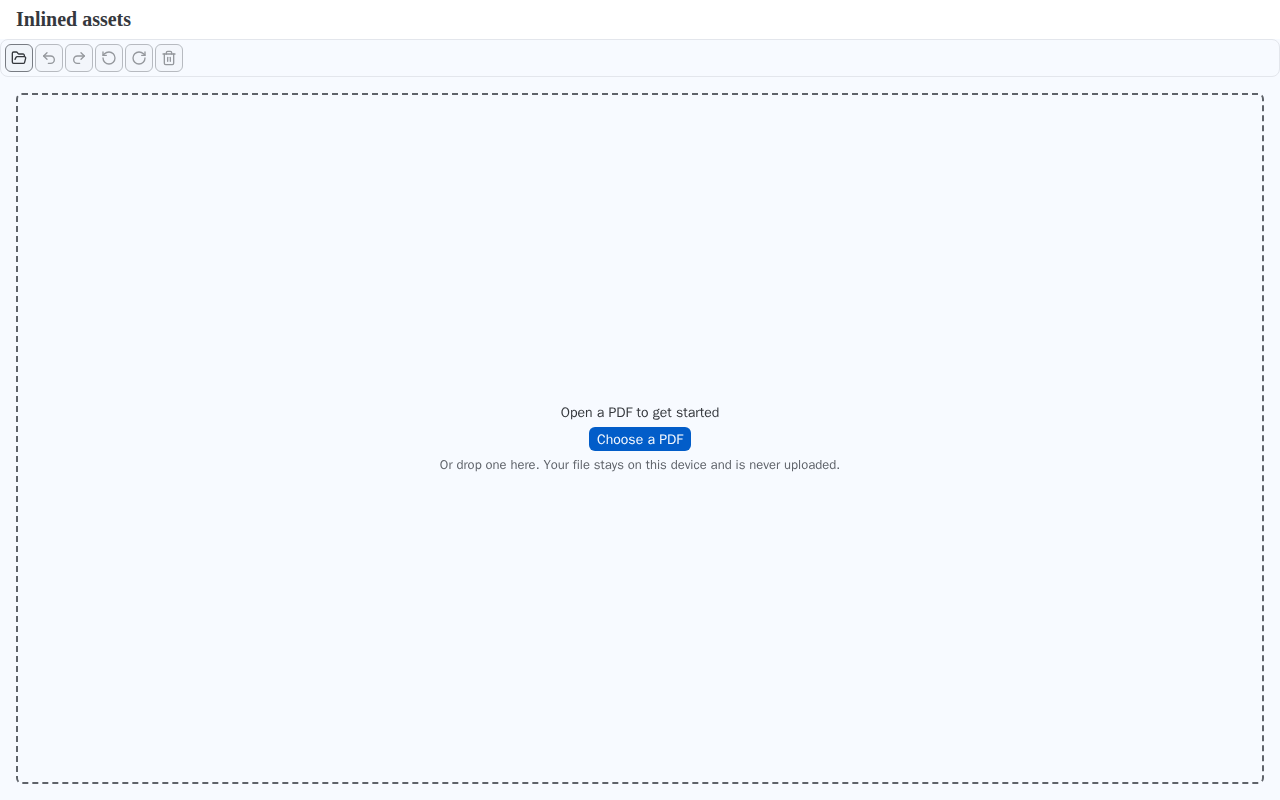 Inlined assets
Open a PDF to get started
Choose a PDF
Or drop one here. Your file stays on this device and is never uploaded.